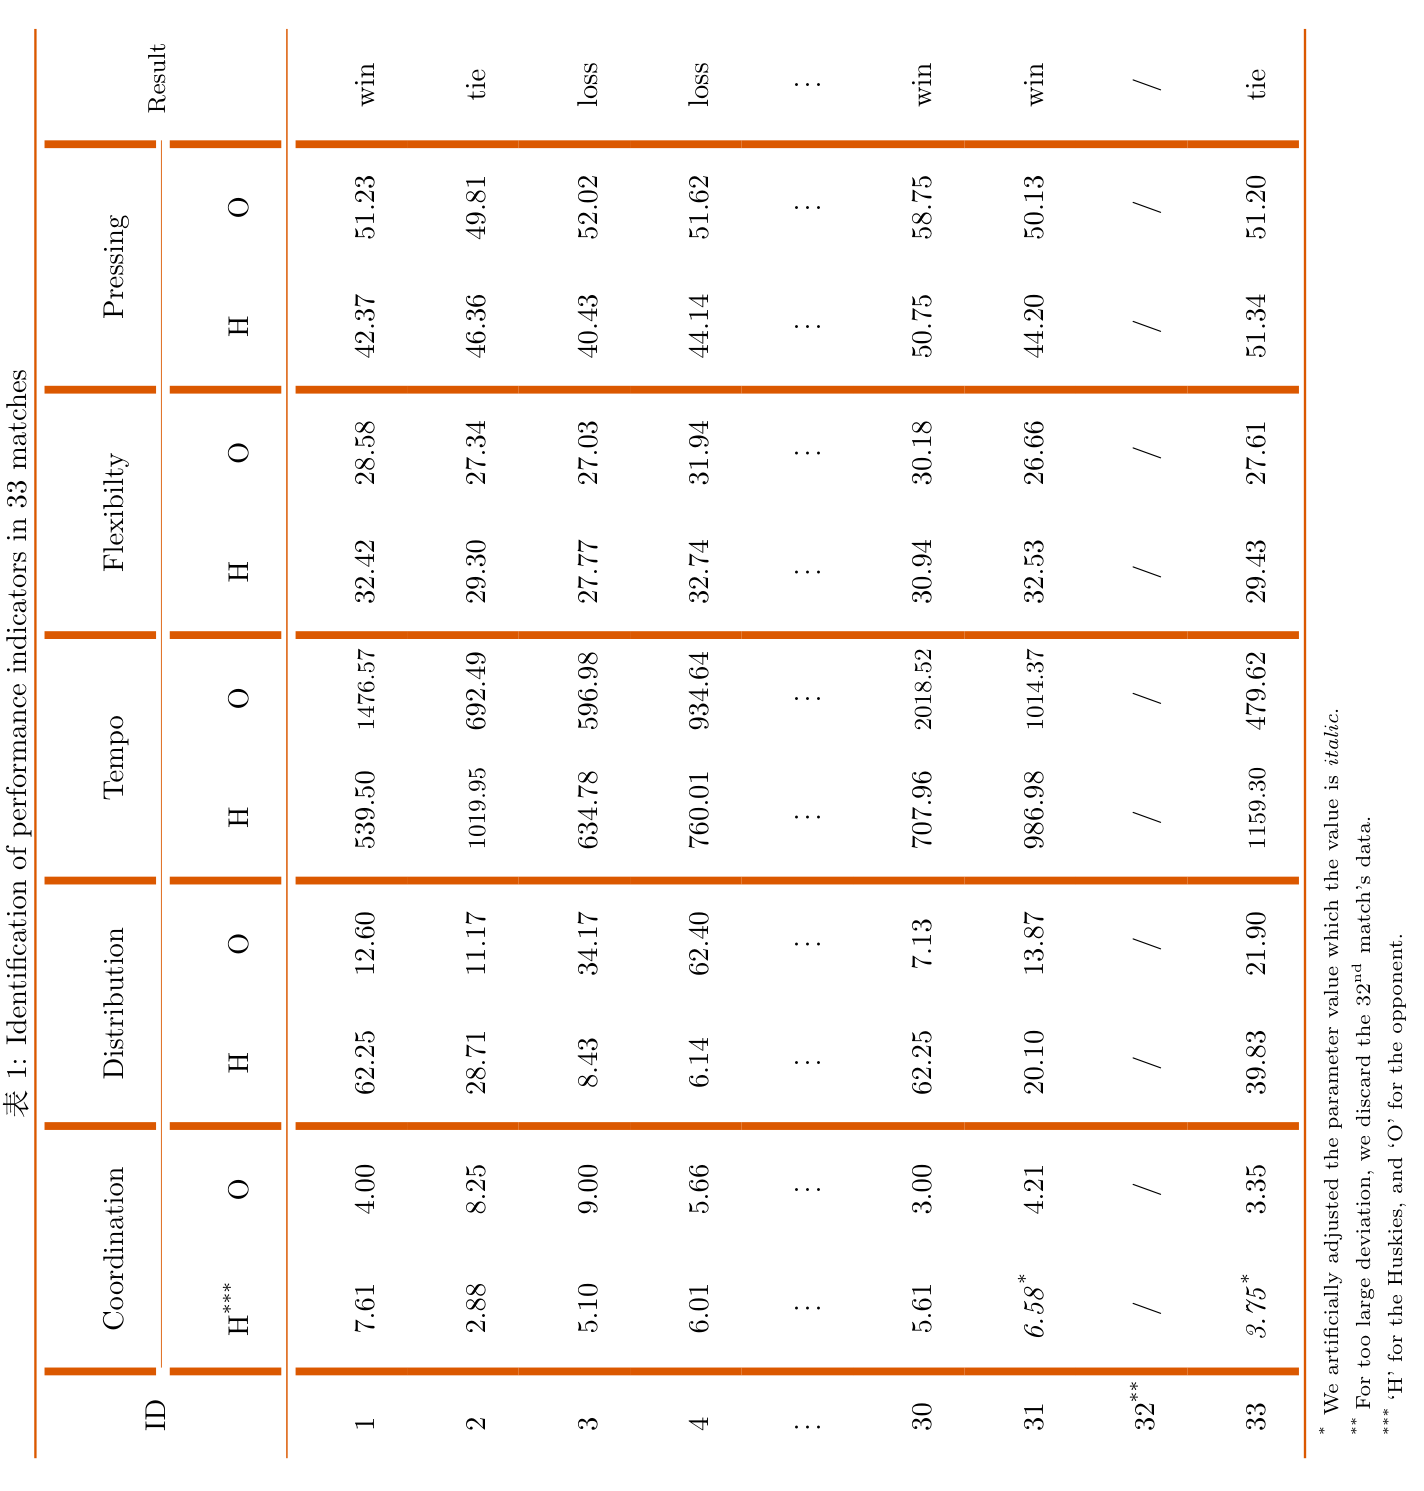 表 1: Identification of performance indicators in 33 matches
ID Coordination Distribution Tempo Flexibilty Pressing Result
H*** O H O H O H O H O
1 7.61 4.00 62.25 12.60 539.50 1476.57 32.42 28.58 42.37 51.23 win
2 2.88 8.25 28.71 11.17 1019.95 692.49 29.30 27.34 46.36 49.81 tie
3 5.10 9.00 8.43 34.17 634.78 596.98 27.77 27.03 40.43 52.02 loss
4 6.01 5.66 6.14 62.40 760.01 934.64 32.74 31.94 44.14 51.62 loss
⋮ ⋮ ⋮ ⋮ ⋮ ⋮ ⋮ ⋮ ⋮ ⋮ ⋮ ⋮
30 5.61 3.00 62.25 7.13 707.96 2018.52 30.94 30.18 50.75 58.75 win
31 6.58* 4.21 20.10 13.87 986.98 1014.37 32.53 26.66 44.20 50.13 win
32** / / / / / / / / / / /
33 3.75* 3.35 39.83 21.90 1159.30 479.62 29.43 27.61 51.34 51.20 tie
* We artificially adjusted the parameter value which the value is italic.
** For too large deviation, we discard the 32nd match's data.
*** 'H' for the Huskies, and 'O' for the opponent.